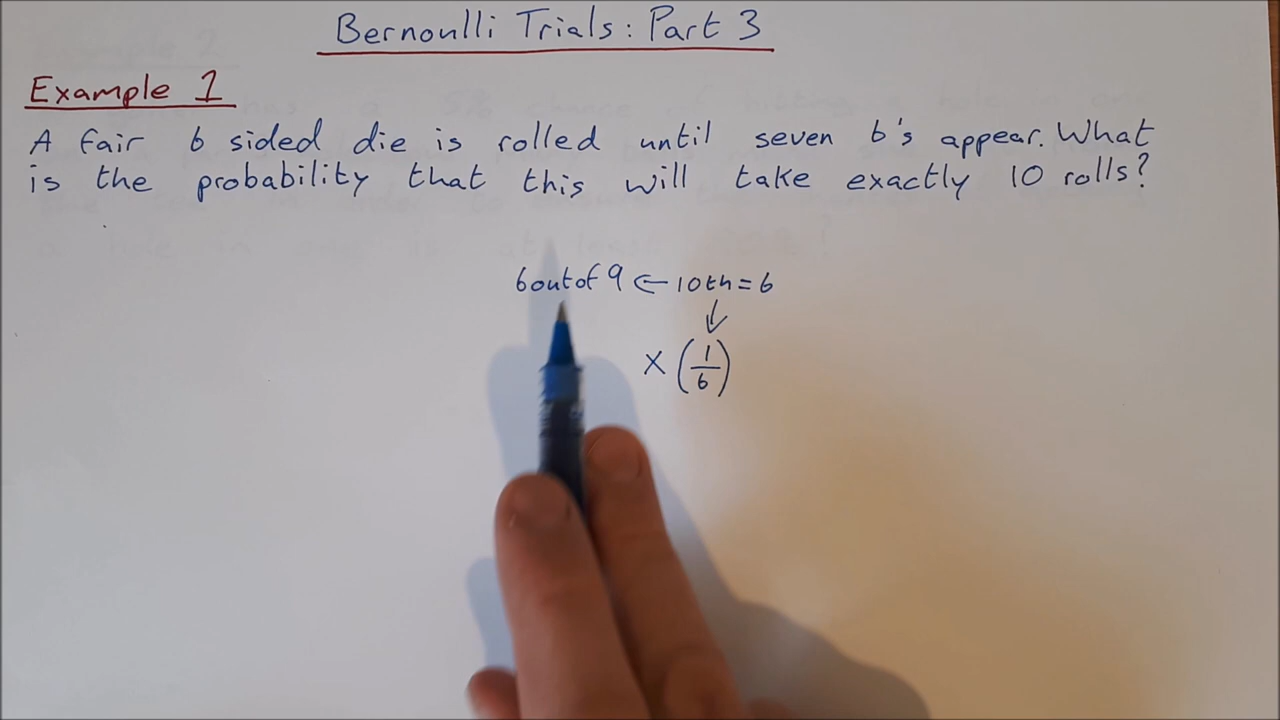 Bernoulli Trials: Part 3
Example 1
A fair 6 sided die is rolled until seven 6's appear. What
is the probability that this will take exactly 10 rolls?
6 out of 9 ← 10th = 6
↓
× (1/6)